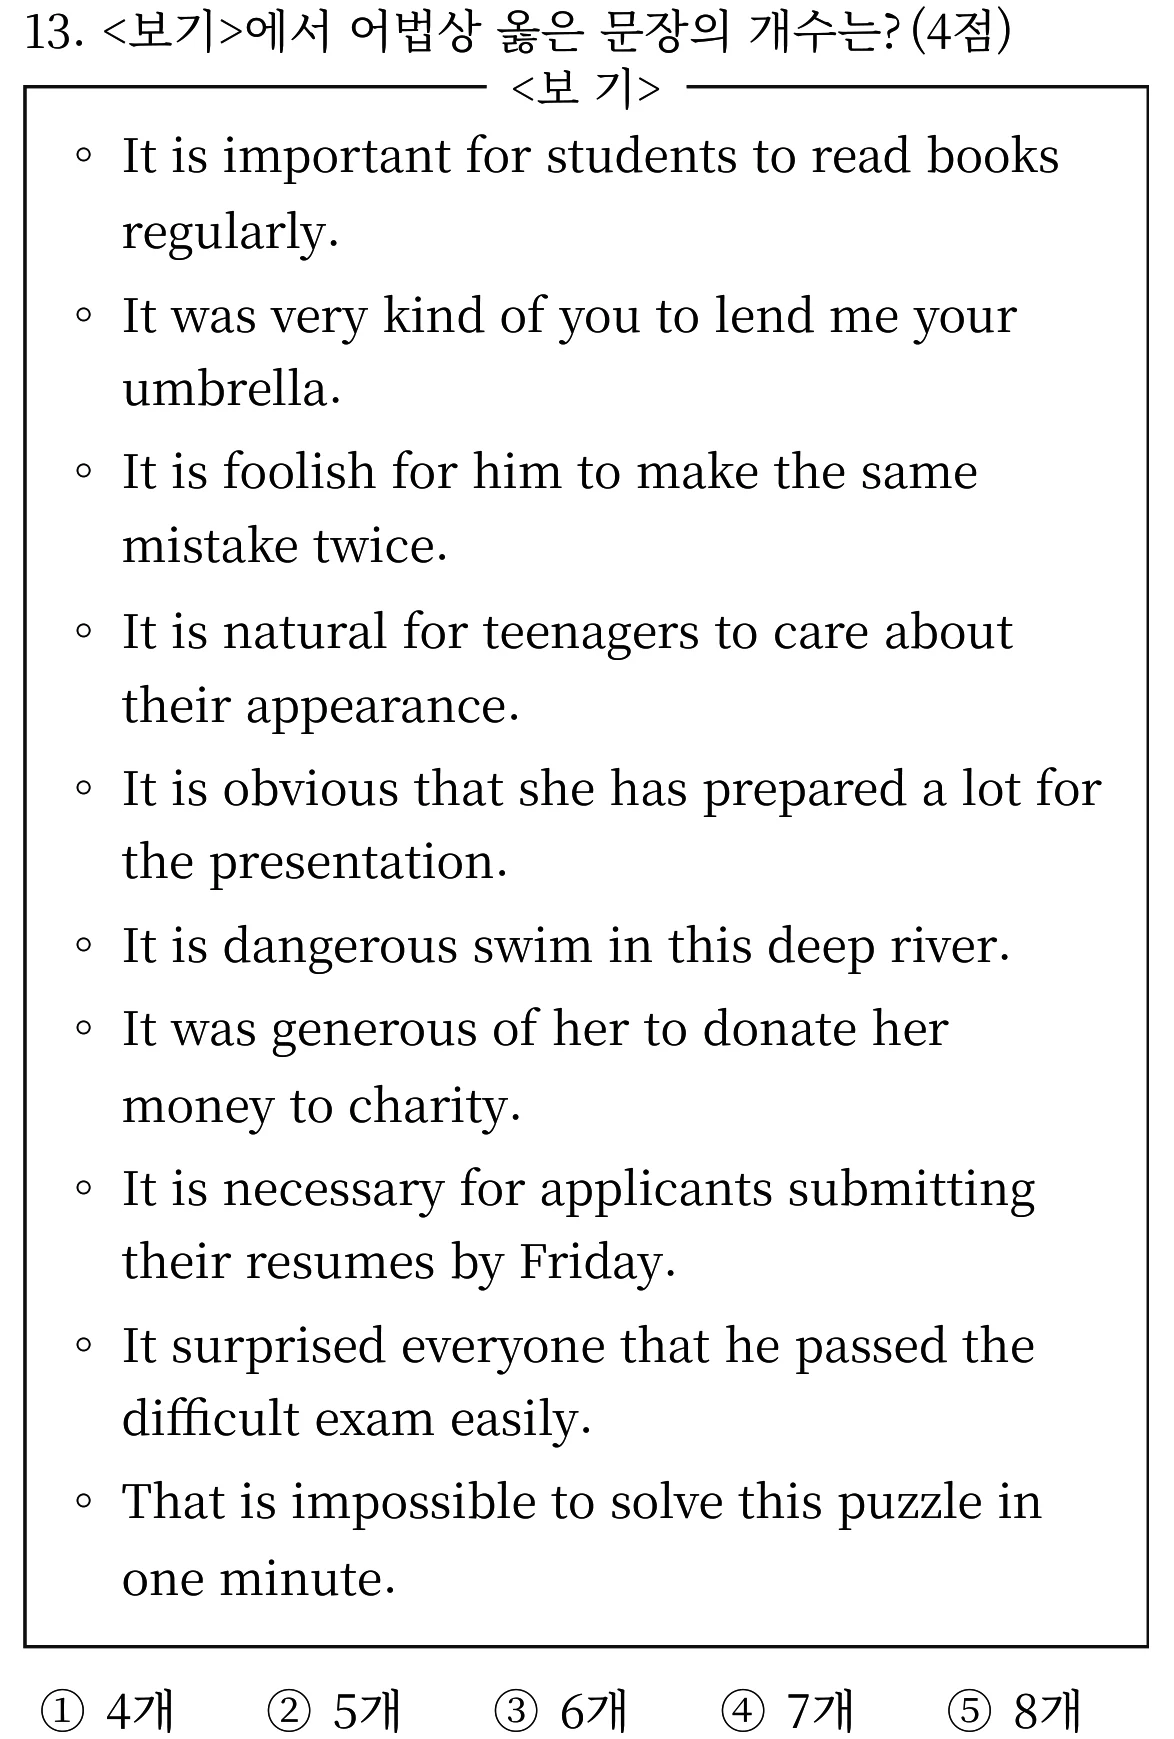 13. <보기>에서 어법상 옳은 문장의 개수는? (4점)
<보 기>
◦ It is important for students to read books
regularly.
◦ It was very kind of you to lend me your
umbrella.
◦ It is foolish for him to make the same
mistake twice.
◦ It is natural for teenagers to care about
their appearance.
◦ It is obvious that she has prepared a lot for
the presentation.
◦ It is dangerous swim in this deep river.
◦ It was generous of her to donate her
money to charity.
◦ It is necessary for applicants submitting
their resumes by Friday.
◦ It surprised everyone that he passed the
difficult exam easily.
◦ That is impossible to solve this puzzle in
one minute.
① 4개 ② 5개 ③ 6개 ④ 7개 ⑤ 8개